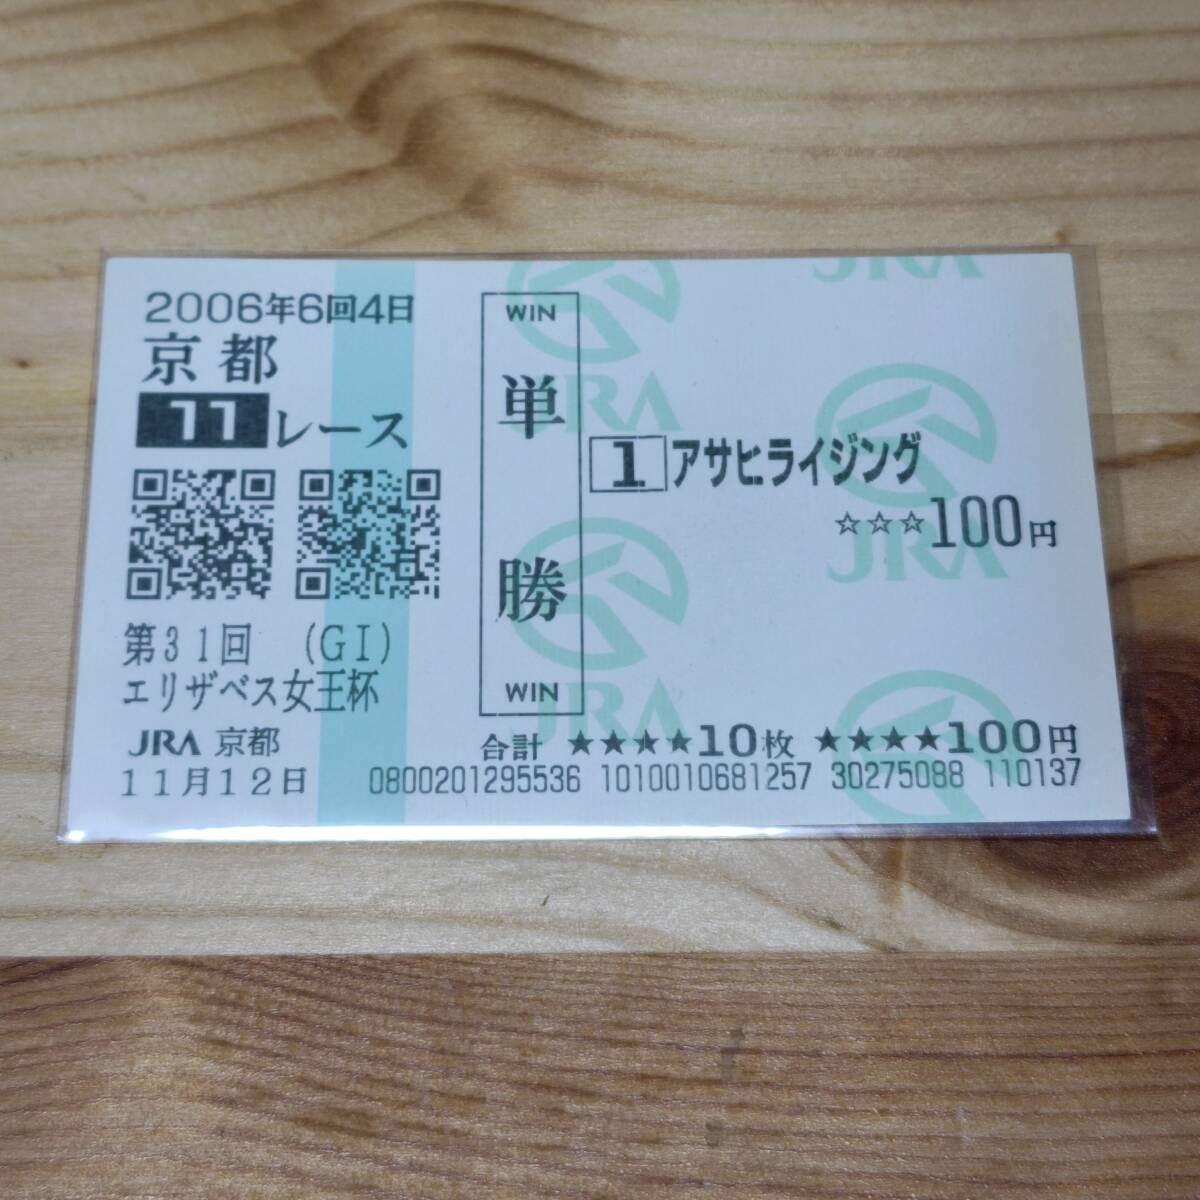 2006年6回4日
京都
11レース
第31回 (GI)
エリザベス女王杯
JRA 京都
11月12日
WIN
単勝
WIN
1 アサヒライジング
☆☆☆100円
合計 ★★★★10枚 ★★★★100円
0800201295536 1010010681257 30275088 110137
JRA
JRA
JRA
JRA